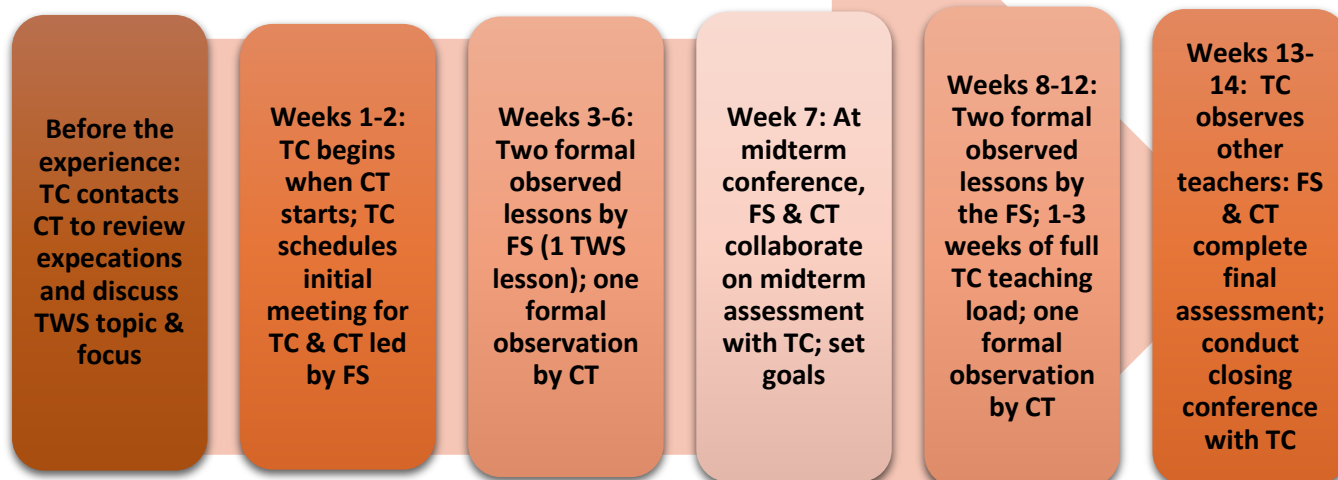 Before the
experience:
TC contacts
CT to review
expecations
and discuss
TWS topic &
focus
Weeks 1-2:
TC begins
when CT
starts; TC
schedules
initial
meeting for
TC & CT led
by FS
Weeks 3-6:
Two formal
observed
lessons by
FS (1 TWS
lesson); one
formal
observation
by CT
Week 7: At
midterm
conference,
FS & CT
collaborate
on midterm
assessment
with TC; set
goals
Weeks 8-12:
Two formal
observed
lessons by
the FS; 1-3
weeks of full
TC teaching
load; one
formal
observation
by CT
Weeks 13-
14: TC
observes
other
teachers: FS
& CT
complete
final
assessment;
conduct
closing
conference
with TC